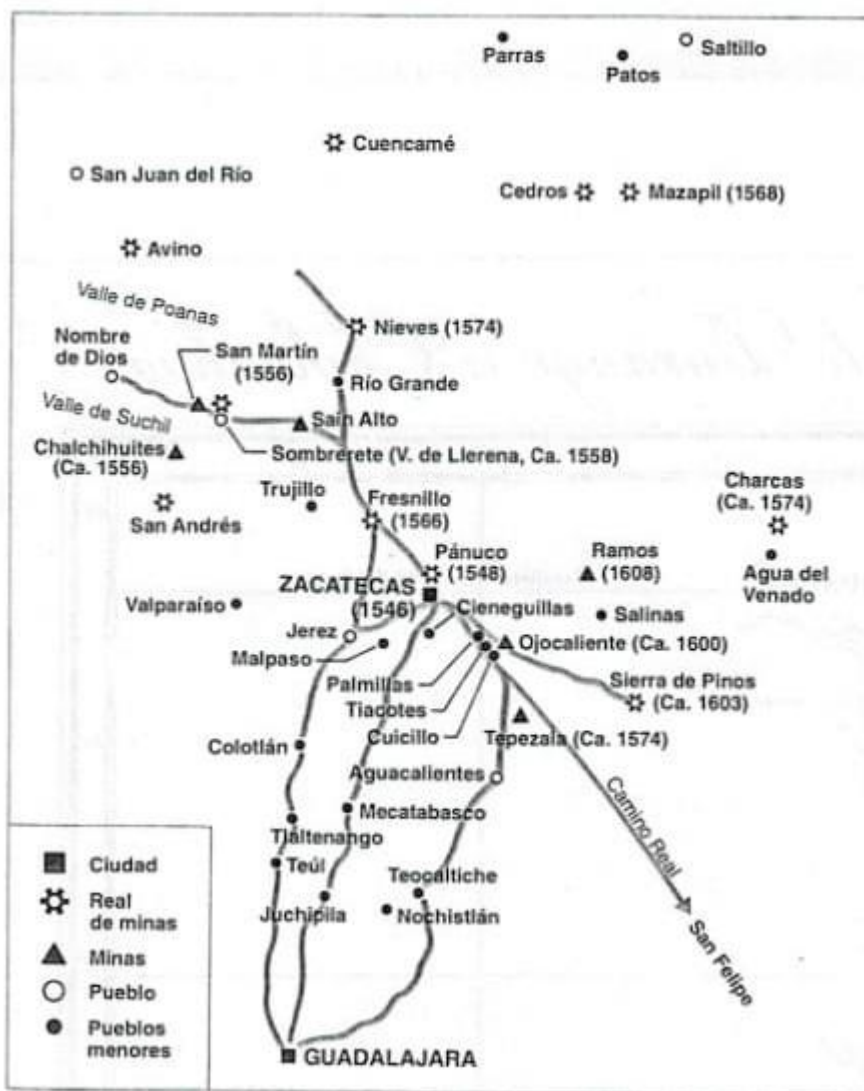 Parras
Patos
Saltillo
Cuencamé
San Juan del Río
Cedros
Mazapil (1568)
Avino
Valle de Poanas
Nieves (1574)
Nombre
de Dios
San Martín
(1556)
Río Grande
Valle de Suchil
Saín Alto
Chalchihuites
(Ca. 1556)
Sombrerete (V. de Llerena, Ca. 1558)
Trujillo
Fresnillo
(1566)
Charcas
(Ca. 1574)
San Andrés
Pánuco
(1548)
Ramos
(1608)
Agua del
Venado
ZACATECAS
(1546)
Valparaíso
Cieneguillas
Salinas
Jerez
Malpaso
Ojocaliente (Ca. 1600)
Palmillas
Tlacotes
Sierra de Pinos
(Ca. 1603)
Cuicillo
Tepezala (Ca. 1574)
Colotlán
Aguacalientes
Camino Real
Mecatabasco
Tlaltenango
Teúl
Teocaltiche
Juchipila
Nochistlán
San Felipe
GUADALAJARA
Ciudad
Real
de minas
Minas
Pueblo
Pueblos
menores